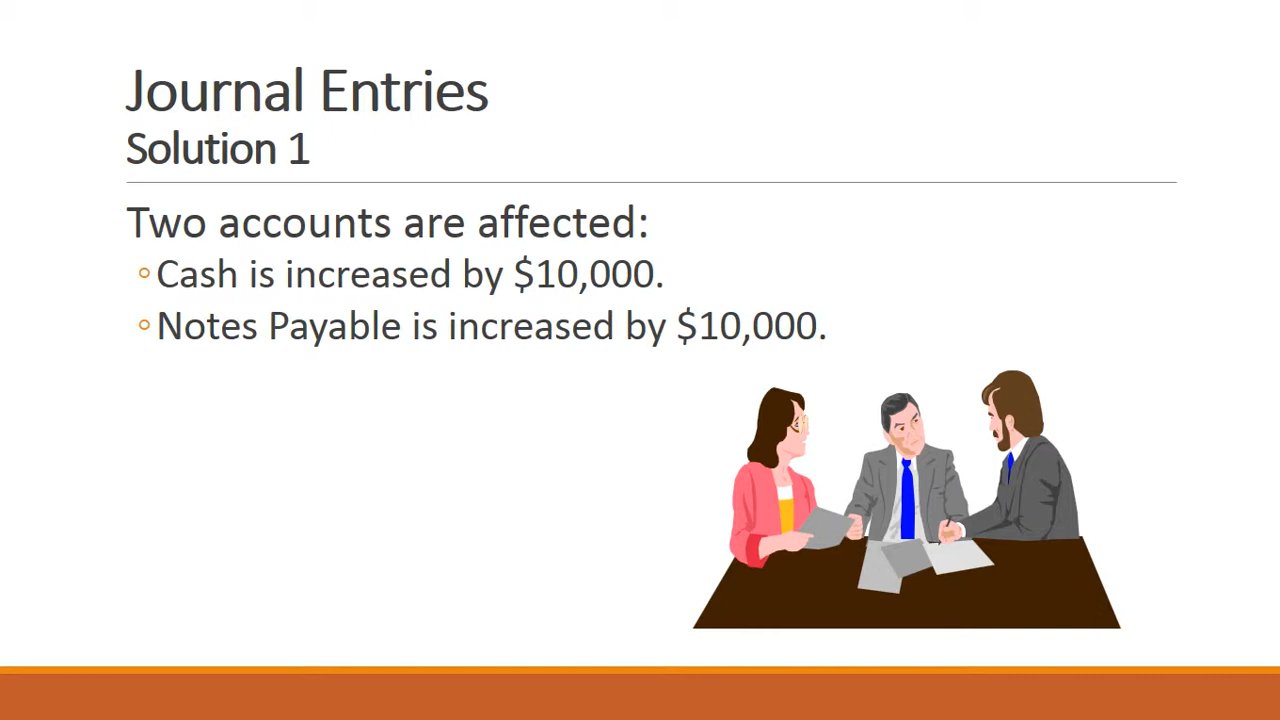 Journal Entries
Solution 1
Two accounts are affected:
◦Cash is increased by $10,000.
◦Notes Payable is increased by $10,000.